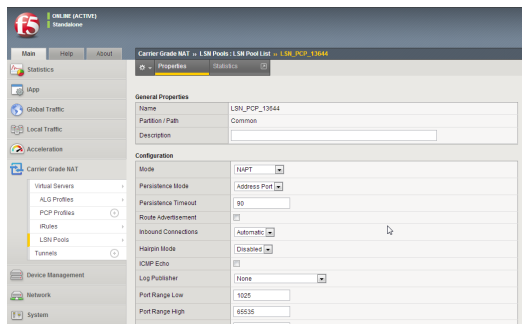 f5
ONLINE (ACTIVE)
Standalone
Main Help About
Carrier Grade NAT ›› LSN Pools : LSN Pool List ›› LSN_PCP_13644
Properties Statistics
Statistics
iApp
Global Traffic
Local Traffic
Acceleration
Carrier Grade NAT
Virtual Servers
ALG Profiles
PCP Profiles
iRules
LSN Pools
Tunnels
Device Management
Network
System
General Properties
Name LSN_PCP_13644
Partition / Path Common
Description
Configuration
Mode NAPT
Persistence Mode Address Port
Persistence Timeout 90
Route Advertisement
Inbound Connections Automatic
Hairpin Mode Disabled
ICMP Echo
Log Publisher None
Port Range Low 1025
Port Range High 65535